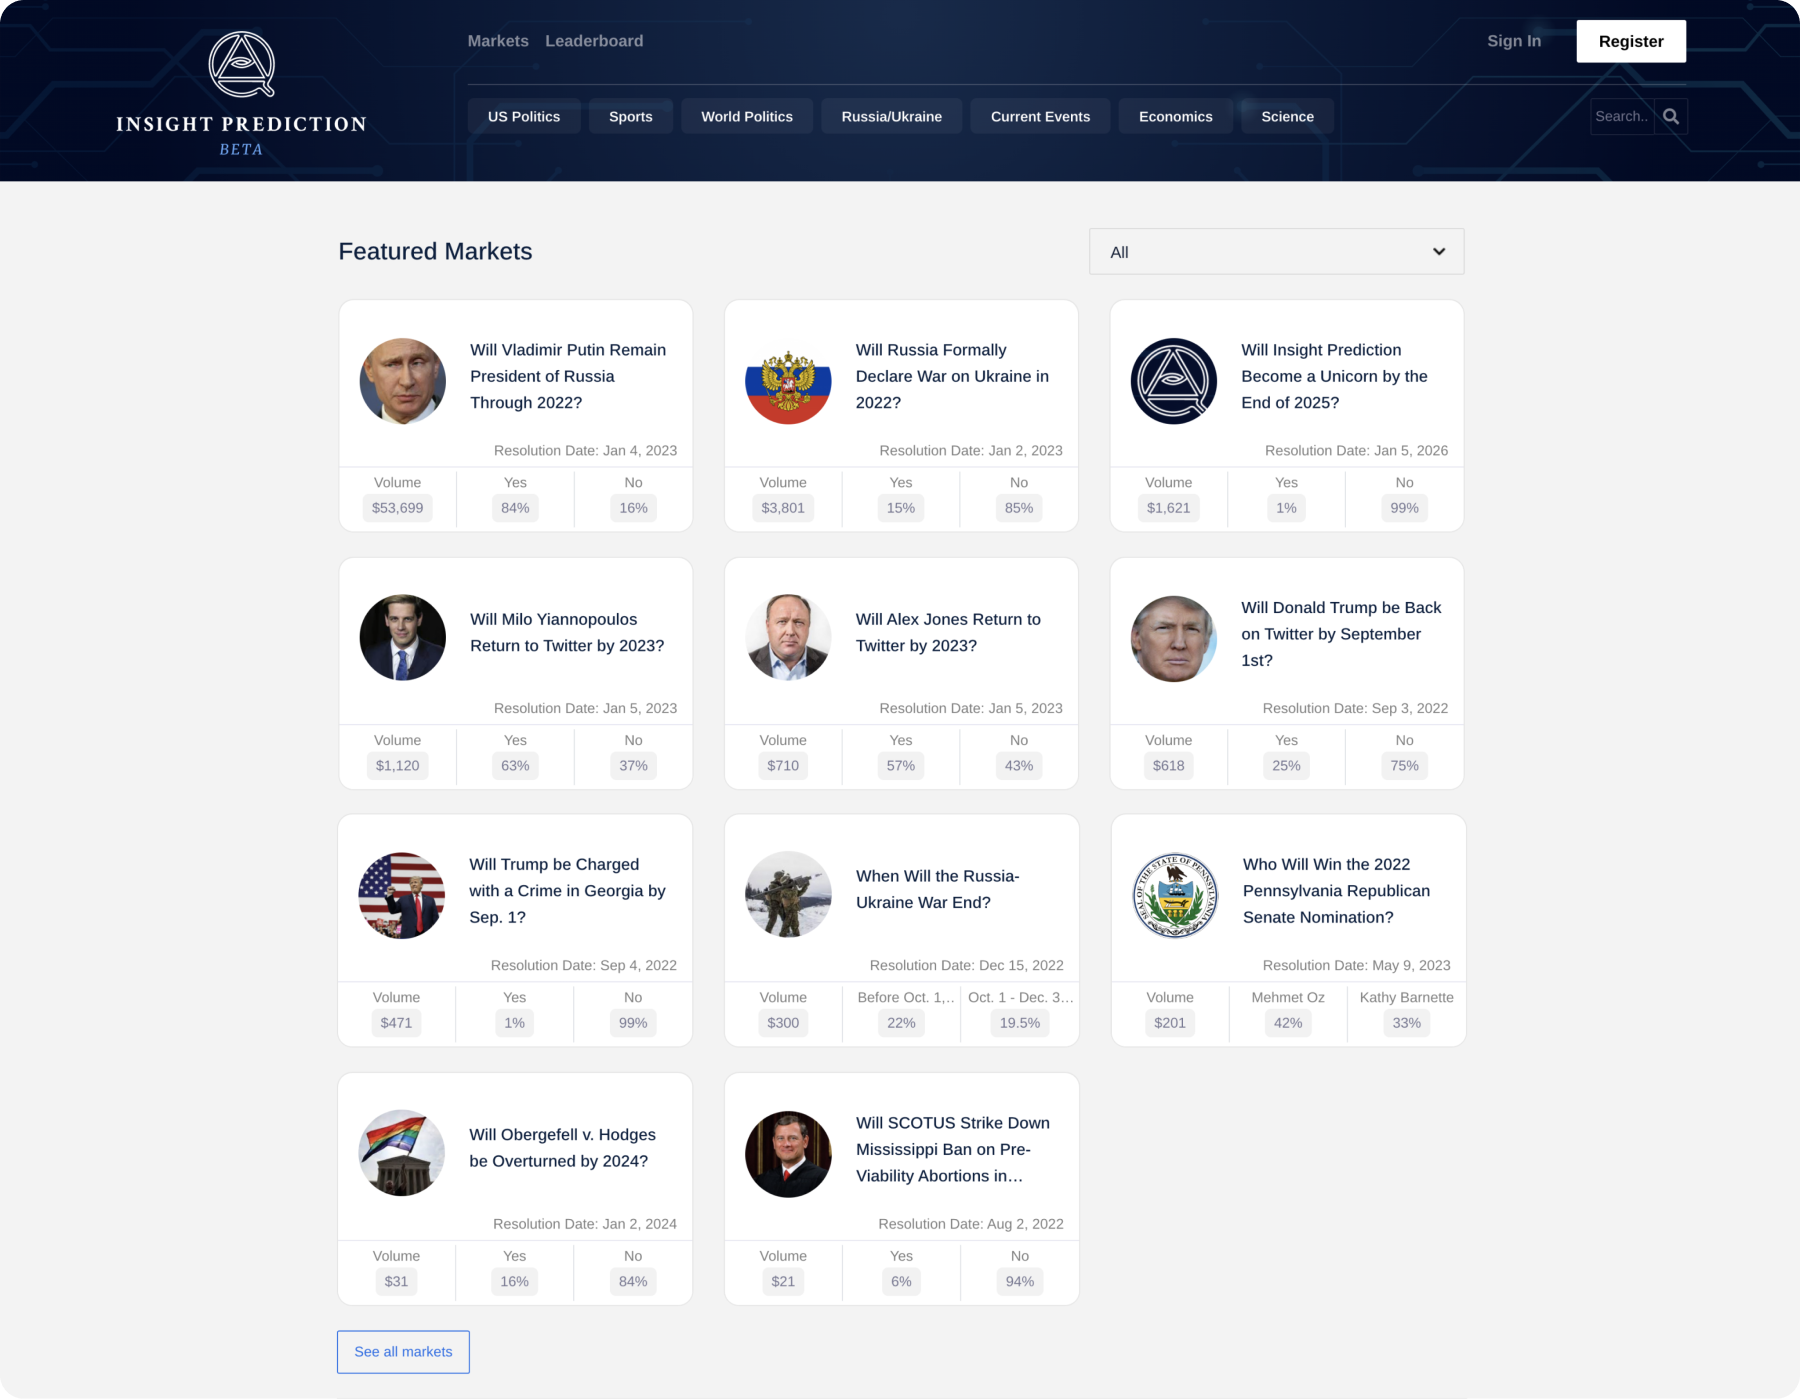 Markets Leaderboard
Sign In
Register
INSIGHT PREDICTION
BETA
US Politics
Sports
World Politics
Russia/Ukraine
Current Events
Economics
Science
Search..
Featured Markets
All
Will Vladimir Putin Remain
President of Russia
Through 2022?
Resolution Date: Jan 4, 2023
Volume Yes No
$53,699 84% 16%
Will Russia Formally
Declare War on Ukraine in
2022?
Resolution Date: Jan 2, 2023
Volume Yes No
$3,801 15% 85%
Will Insight Prediction
Become a Unicorn by the
End of 2025?
Resolution Date: Jan 5, 2026
Volume Yes No
$1,621 1% 99%
Will Milo Yiannopoulos
Return to Twitter by 2023?
Resolution Date: Jan 5, 2023
Volume Yes No
$1,120 63% 37%
Will Alex Jones Return to
Twitter by 2023?
Resolution Date: Jan 5, 2023
Volume Yes No
$710 57% 43%
Will Donald Trump be Back
on Twitter by September
1st?
Resolution Date: Sep 3, 2022
Volume Yes No
$618 25% 75%
Will Trump be Charged
with a Crime in Georgia by
Sep. 1?
Resolution Date: Sep 4, 2022
Volume Yes No
$471 1% 99%
When Will the Russia-
Ukraine War End?
Resolution Date: Dec 15, 2022
Volume Before Oct. 1,.. Oct. 1 - Dec. 3...
$300 22% 19.5%
SEAL OF THE STATE OF PENNSYLVANIA
Who Will Win the 2022
Pennsylvania Republican
Senate Nomination?
Resolution Date: May 9, 2023
Volume Mehmet Oz Kathy Barnette
$201 42% 33%
Will Obergefell v. Hodges
be Overturned by 2024?
Resolution Date: Jan 2, 2024
Volume Yes No
$31 16% 84%
Will SCOTUS Strike Down
Mississippi Ban on Pre-
Viability Abortions in...
Resolution Date: Aug 2, 2022
Volume Yes No
$21 6% 94%
See all markets